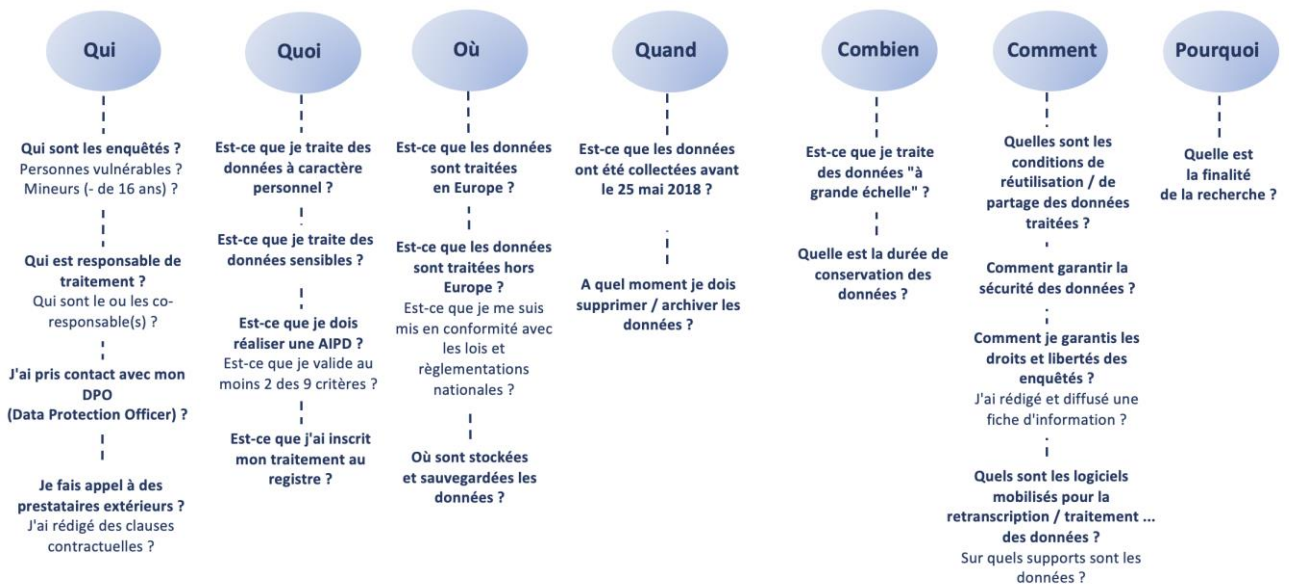 Qui
Qui sont les enquêtés ?
Personnes vulnérables ?
Mineurs (- de 16 ans) ?
Qui est responsable de
traitement ?
Qui sont le ou les co-
responsable(s) ?
J'ai pris contact avec mon
DPO
(Data Protection Officer) ?
Je fais appel à des
prestataires extérieurs ?
J'ai rédigé des clauses
contractuelles ?
Quoi
Est-ce que je traite des
données à caractère
personnel ?
Est-ce que je traite des
données sensibles ?
Est-ce que je dois
réaliser une AIPD ?
Est-ce que je valide au
moins 2 des 9 critères ?
Est-ce que j'ai inscrit
mon traitement au
registre ?
Où
Est-ce que les données
sont traitées
en Europe ?
Est-ce que les données
sont traitées hors
Europe ?
Est-ce que je me suis
mis en conformité avec
les lois et
règlementations
nationales ?
Où sont stockées
et sauvegardées les
données ?
Quand
Est-ce que les données
ont été collectées avant
le 25 mai 2018 ?
A quel moment je dois
supprimer / archiver les
données ?
Combien
Est-ce que je traite
des données "à
grande échelle" ?
Quelle est la durée de
conservation des
données ?
Comment
Quelles sont les
conditions de
réutilisation / de
partage des données
traitées ?
Comment garantir la
sécurité des données ?
Comment je garantis les
droits et libertés des
enquêtés ?
J'ai rédigé et diffusé une
fiche d'information ?
Quels sont les logiciels
mobilisés pour la
retranscription / traitement ...
des données ?
Sur quels supports sont les
données ?
Pourquoi
Quelle est
la finalité
de la recherche ?